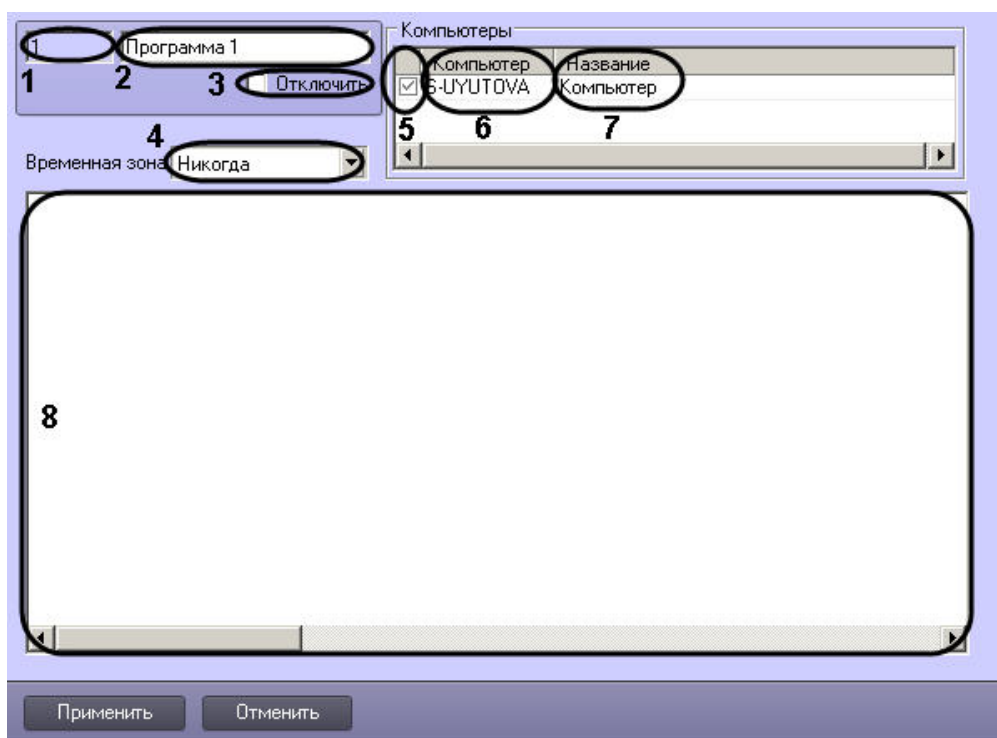 1 Программа 1
1 2 3 Отключить
4
Временная зона Никогда
Компьютеры
Компьютер Название
S-UYUTOVA Компьютер
5 6 7
8
Применить Отменить